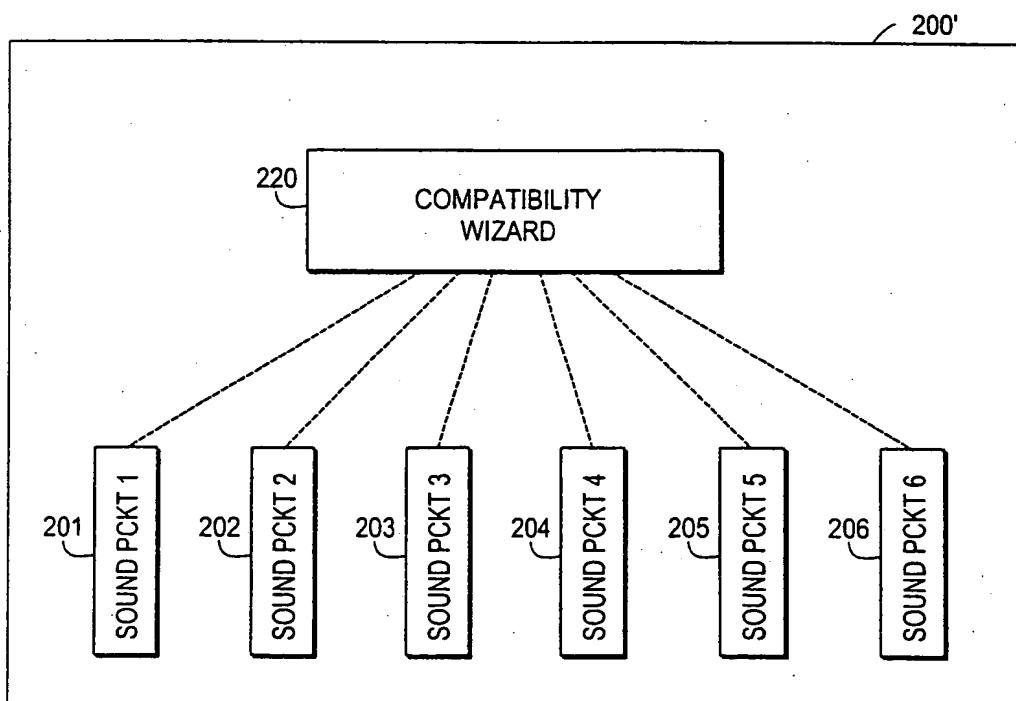 200'
220
COMPATIBILITY
WIZARD
201
SOUND PCKT 1
202
SOUND PCKT 2
203
SOUND PCKT 3
204
SOUND PCKT 4
205
SOUND PCKT 5
206
SOUND PCKT 6